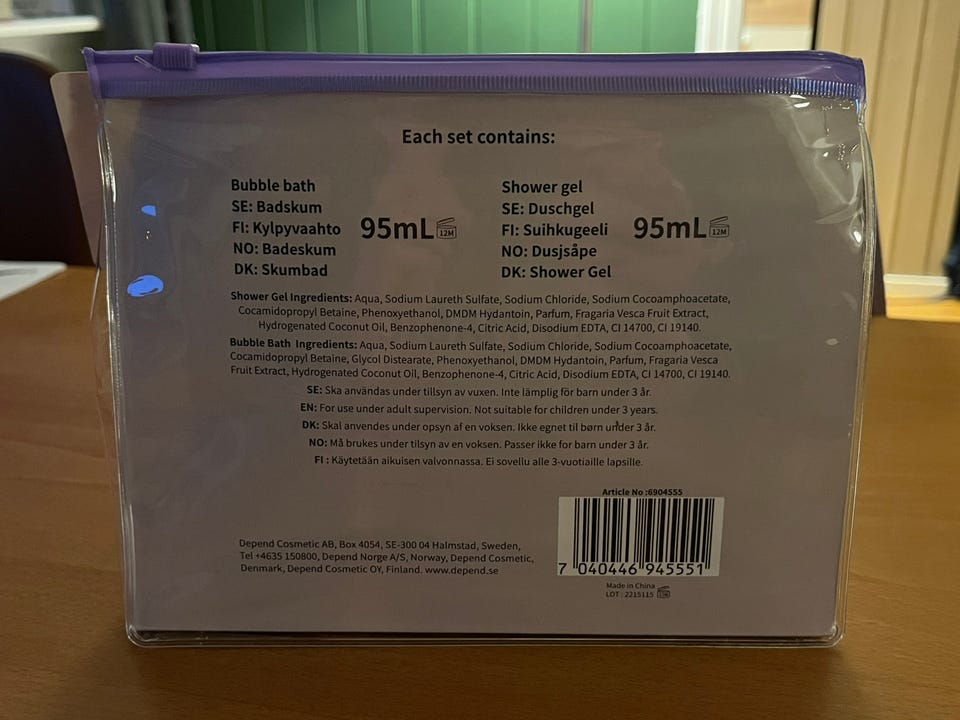 Each set contains:
Bubble bath
SE: Badskum
FI: Kylpyvaahto
NO: Badeskum
DK: Skumbad
95mL
12M
Shower gel
SE: Duschgel
FI: Suihkugeeli
NO: Dusjsåpe
DK: Shower Gel
95mL
12M
Shower Gel Ingredients: Aqua, Sodium Laureth Sulfate, Sodium Chloride, Sodium Cocoamphoacetate,
Cocamidopropyl Betaine, Phenoxyethanol, DMDM Hydantoin, Parfum, Fragaria Vesca Fruit Extract,
Hydrogenated Coconut Oil, Benzophenone-4, Citric Acid, Disodium EDTA, CI 14700, CI 19140.
Bubble Bath Ingredients: Aqua, Sodium Laureth Sulfate, Sodium Chloride, Sodium Cocoamphoacetate,
Cocamidopropyl Betaine, Glycol Distearate, Phenoxyethanol, DMDM Hydantoin, Parfum, Fragaria Vesca
Fruit Extract, Hydrogenated Coconut Oil, Benzophenone-4, Citric Acid, Disodium EDTA, CI 14700, CI 19140.
SE: Ska användas under tillsyn av vuxen. Inte lämplig för barn under 3 år.
EN: For use under adult supervision. Not suitable for children under 3 years.
DK: Skal anvendes under opsyn af en voksen. Ikke egnet til børn under 3 år.
NO: Må brukes under tilsyn av en voksen. Passer ikke for barn under 3 år.
FI : Käytetään aikuisen valvonnassa. Ei sovellu alle 3-vuotiaille lapsille.
Depend Cosmetic AB, Box 4054, SE-300 04 Halmstad, Sweden,
Tel +4635 150800, Depend Norge A/S, Norway, Depend Cosmetic,
Denmark, Depend Cosmetic OY, Finland. www.depend.se
Article No :6904555
7 040446 945551
Made in China
LOT : 2215115 12M